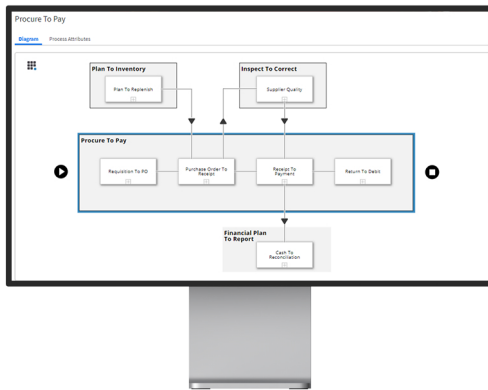 Procure To Pay
Diagram Process Attributes
Plan To Inventory
Inspect To Correct
Plan To Replenish
Supplier Quality
Procure To Pay
Requisition To PO
Purchase Order To
Receipt
Receipt To
Payment
Return To Debit
Financial Plan
To Report
Cash To
Reconciliation